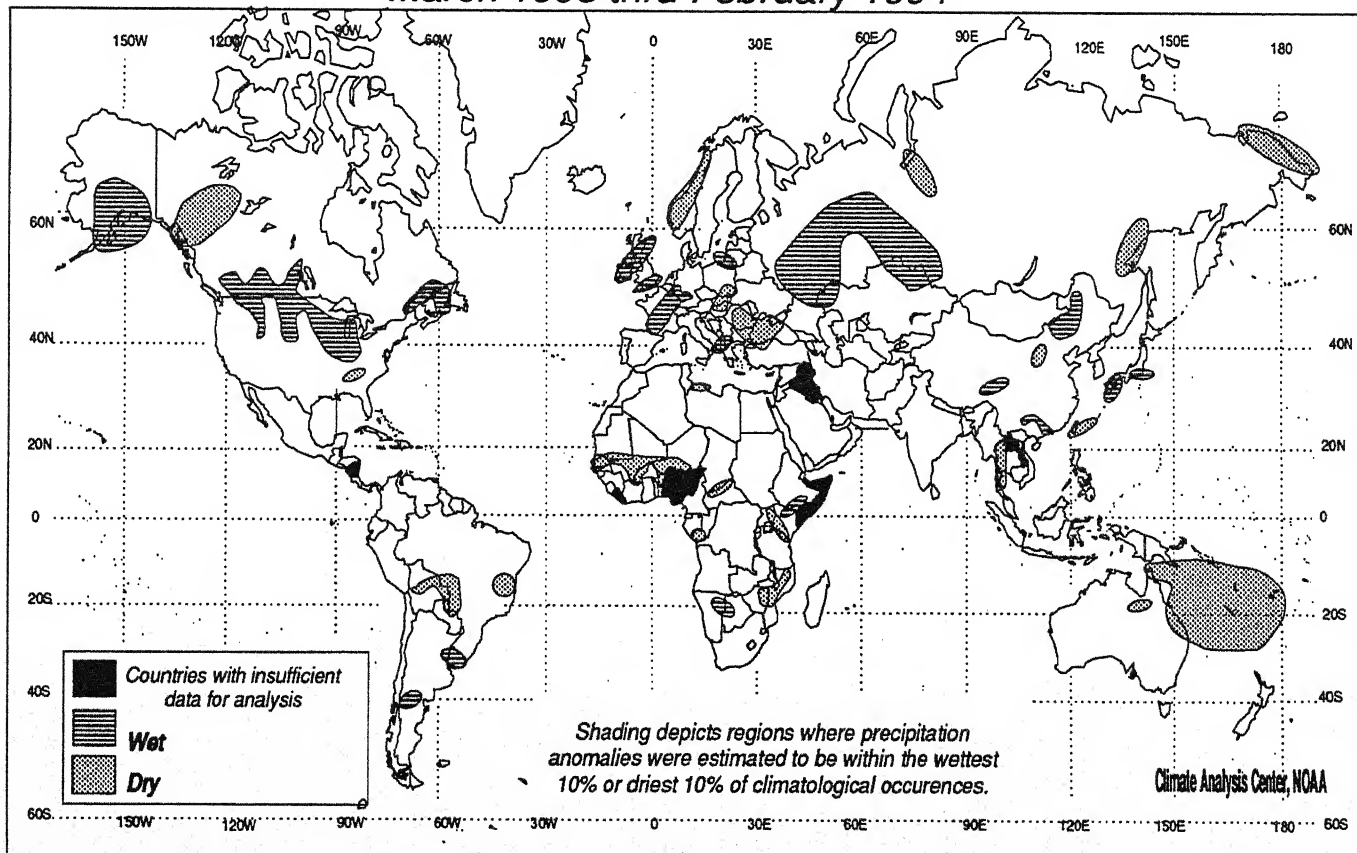 March thru February
150W 90W 60W 30W 0 30E 60E 90E 120E 150E 180
60N 60N
40N 40N
20N 20N
0 0
20S 20S
40S 40S
60S 60S
Countries with insufficient
data for analysis
Wet
Dry
Shading depicts regions where precipitation
anomalies were estimated to be within the wettest
10% or driest 10% of climatological occurences.
Climate Analysis Center, NOAA
150W 120W 90W 60W 30W 0 30E 60E 90E 120E 150E 180